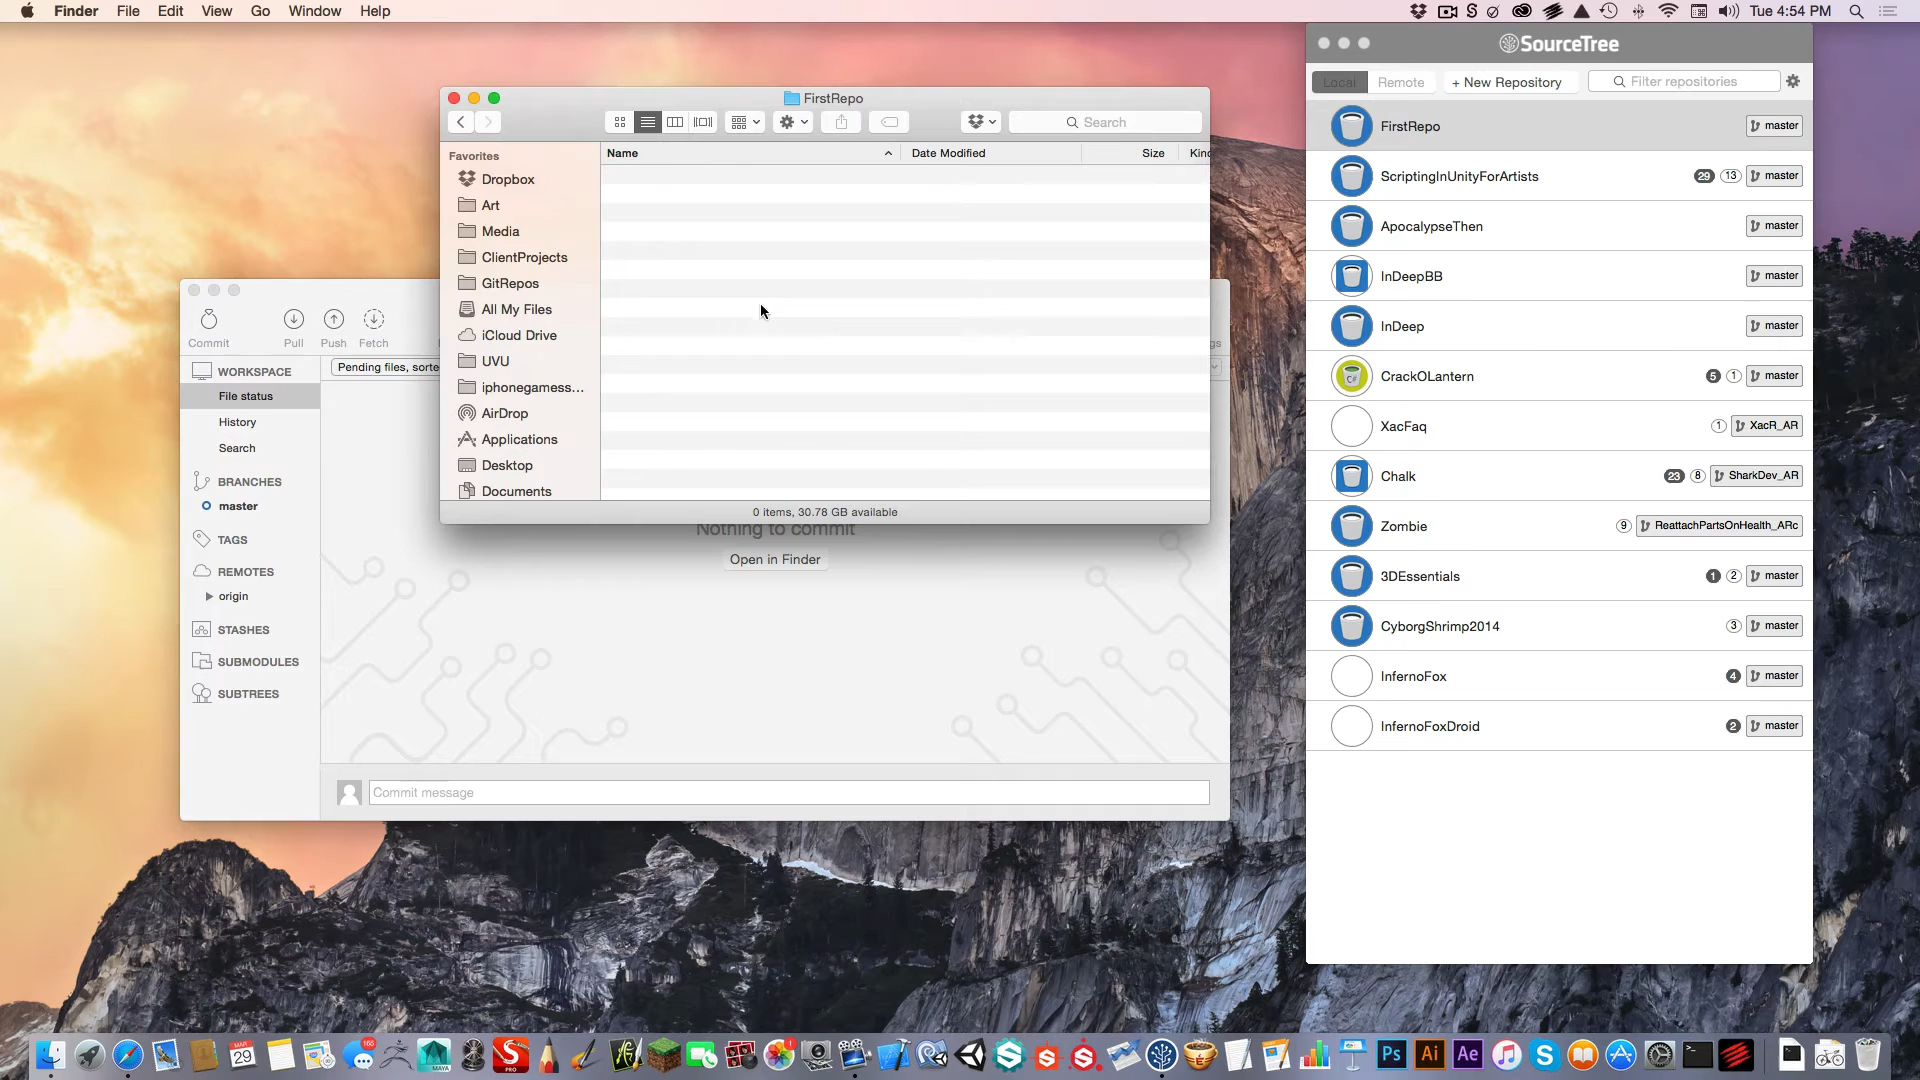 Finder File Edit View Go Window Help
Tue 4:54 PM
FirstRepo
Search
Favorites
Dropbox
Art
Media
ClientProjects
GitRepos
All My Files
iCloud Drive
UVU
iphonegamess...
AirDrop
Applications
Desktop
Documents
Name Date Modified Size
0 items, 30.78 GB available
Commit Pull Push Fetch
WORKSPACE
File status
History
Search
BRANCHES
master
TAGS
REMOTES
origin
STASHES
SUBMODULES
SUBTREES
Pending files, sorte
Nothing to commit
Open in Finder
Commit message
SourceTree
Local Remote + New Repository Filter repositories
FirstRepo master
ScriptingInUnityForArtists 29 13 master
ApocalypseThen master
InDeepBB master
InDeep master
C#
CrackOLantern 5 1 master
XacFaq 1 XacR_AR
Chalk 23 8 SharkDev_AR
Zombie 9 ReattachPartsOnHealth_ARc
3DEssentials 1 2 master
CyborgShrimp2014 3 master
InfernoFox 4 master
InfernoFoxDroid 2 master
MAR
29
165
MAYA
PRO
1
Ps Ai Ae